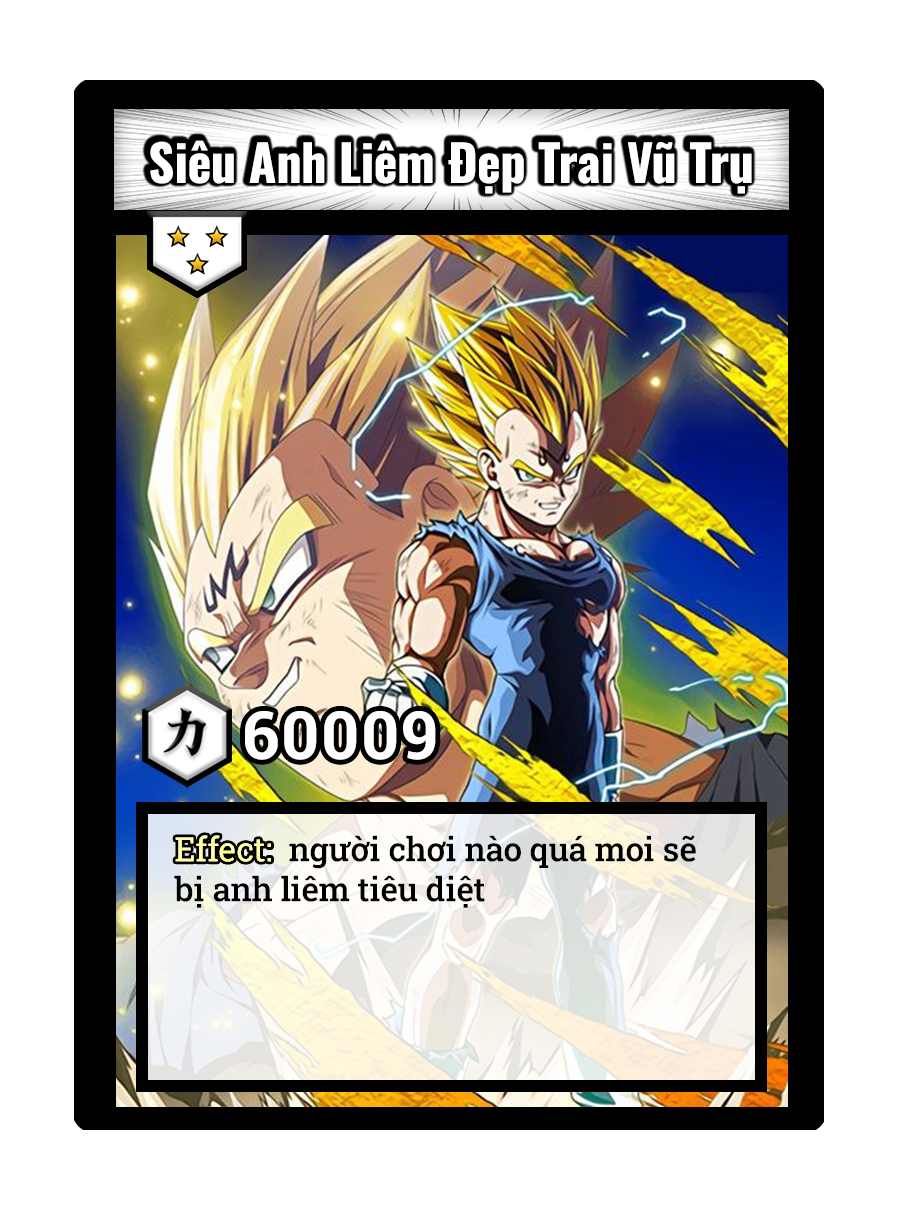 Siêu Anh Liêm Đẹp Trai Vũ Trụ
力 60009
Effect: người chơi nào quá moi sẽ
bị anh liêm tiêu diệt